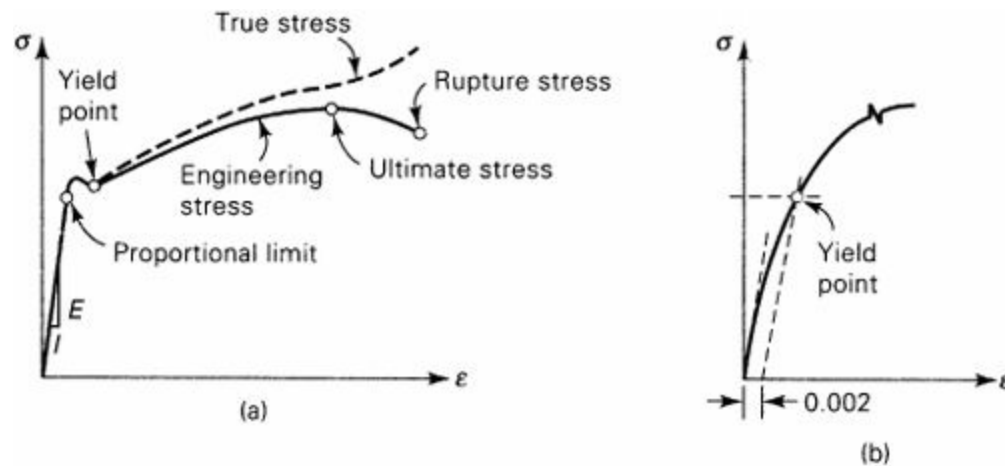 σ
True stress
Yield
point
Rupture stress
Engineering
stress
Ultimate stress
Proportional limit
E
I
ε
(a)
σ
Yield
point
ε
0.002
(b)